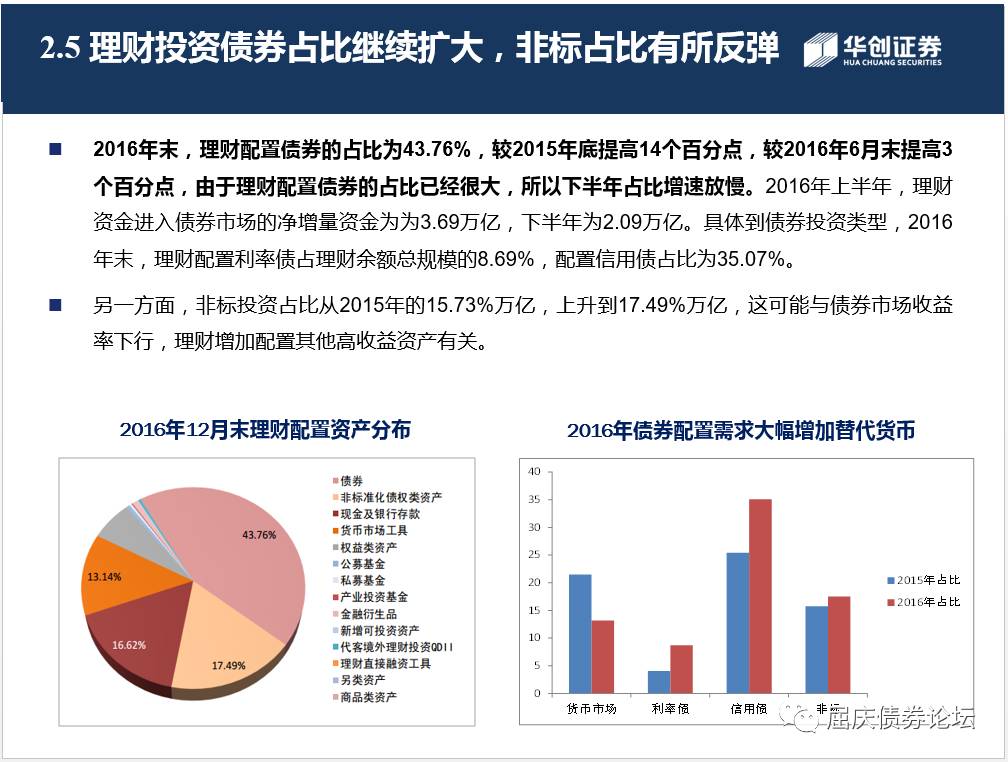 2.5 理财投资债券占比继续扩大，非标占比有所反弹
华创证券
HUA CHUANG SECURITIES
2016年末，理财配置债券的占比为43.76%，较2015年底提高14个百分点，较2016年6月末提高3
个百分点，由于理财配置债券的占比已经很大，所以下半年占比增速放慢。2016年上半年，理财
资金进入债券市场的净增量资金为为3.69万亿，下半年为2.09万亿。具体到债券投资类型，2016
年末，理财配置利率债占理财余额总规模的8.69%，配置信用债占比为35.07%。
另一方面，非标投资占比从2015年的15.73%万亿，上升到17.49%万亿，这可能与债券市场收益
率下行，理财增加配置其他高收益资产有关。
2016年12月末理财配置资产分布
43.76%
13.14%
16.62%
17.49%
债券
非标准化债权类资产
现金及银行存款
货币市场工具
权益类资产
公募基金
私募基金
产业投资基金
金融衍生品
新增可投资资产
代客境外理财投资QDII
理财直接融资工具
另类资产
商品类资产
2016年债券配置需求大幅增加替代货币
40
35
30
25
20
15
10
5
0
货币市场
利率债
信用债
非标
2015年占比
2016年占比
屈庆债券论坛